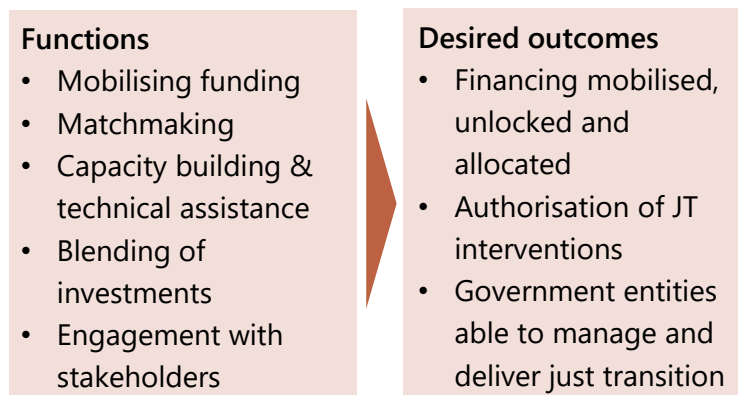 Functions
• Mobilising funding
• Matchmaking
• Capacity building &
technical assistance
• Blending of
investments
• Engagement with
stakeholders
Desired outcomes
• Financing mobilised,
unlocked and
allocated
• Authorisation of JT
interventions
• Government entities
able to manage and
deliver just transition